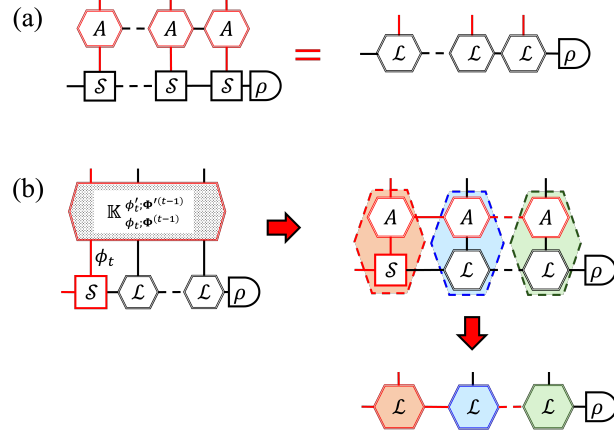 (a)
A A A
=
𝒮 𝒮 𝒮 ρ
ℒ ℒ ℒ ρ
(b)
𝕂 ϕ′ₜ;Φ′⁽ᵗ⁻¹⁾
ϕₜ;Φ⁽ᵗ⁻¹⁾
ϕₜ
𝒮 ℒ ℒ ρ
A A A
𝒮 ℒ ℒ ρ
ℒ ℒ ℒ ρ